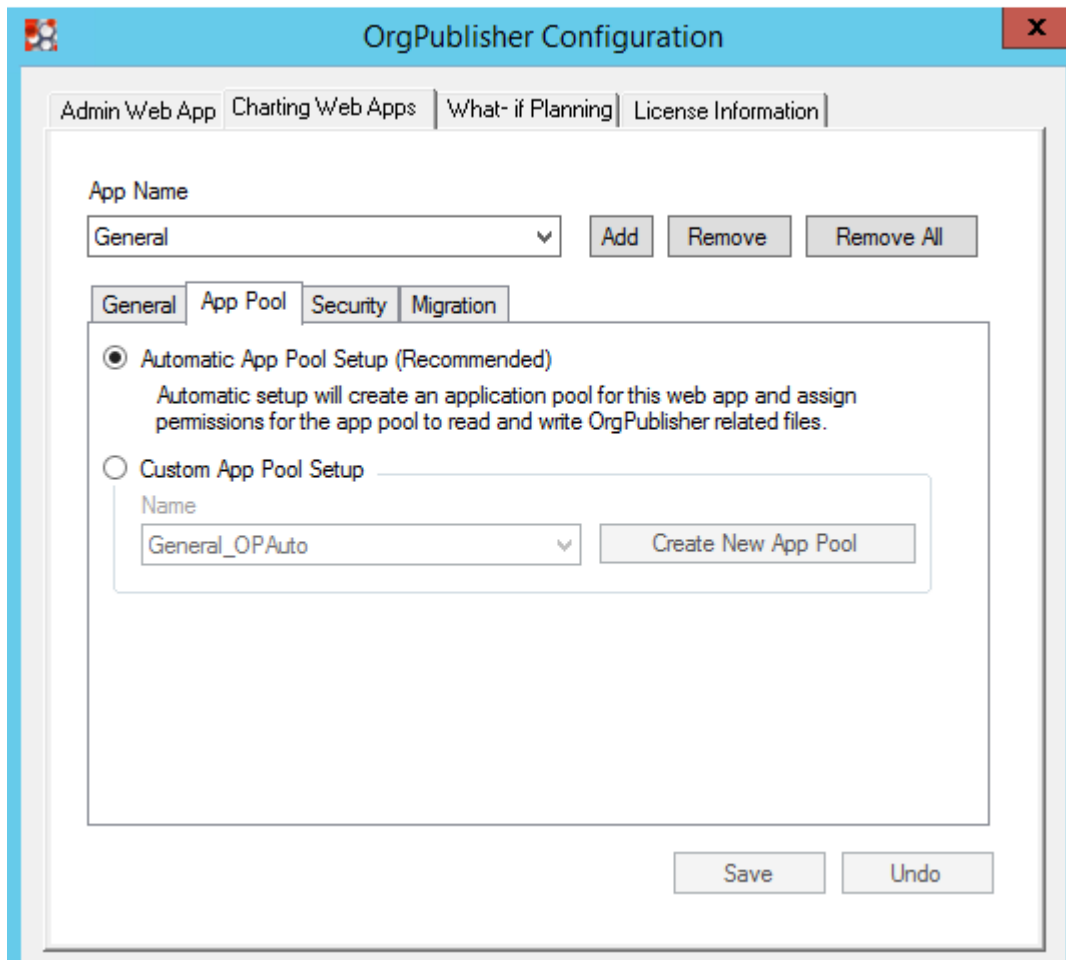 OrgPublisher Configuration
x
Admin Web App Charting Web Apps What- if Planning License Information
App Name
General Add Remove Remove All
General App Pool Security Migration
Automatic App Pool Setup (Recommended)
Automatic setup will create an application pool for this web app and assign
permissions for the app pool to read and write OrgPublisher related files.
Custom App Pool Setup
Name
General_OPAuto Create New App Pool
Save Undo